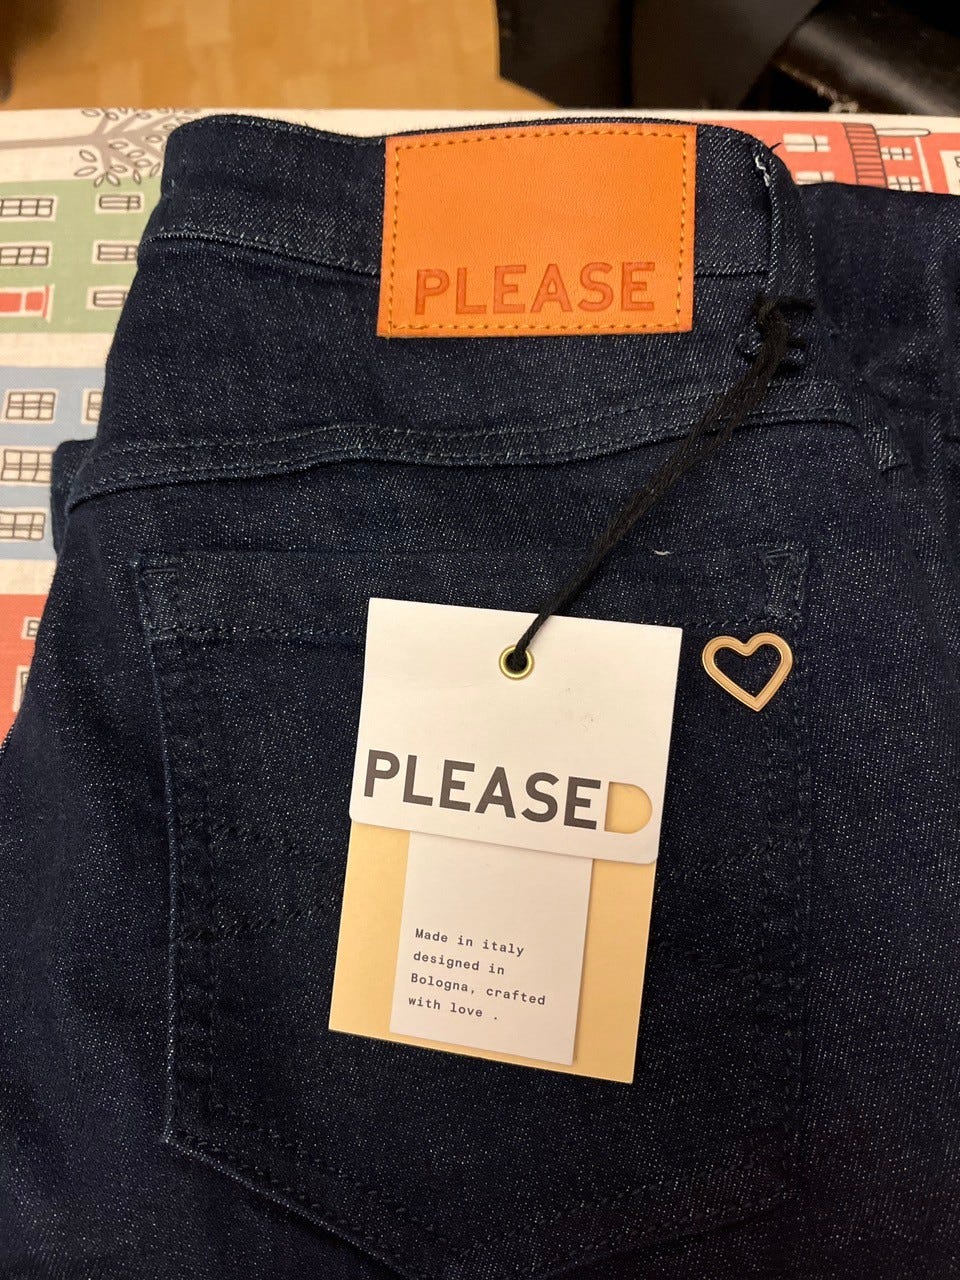 PLEASE
PLEASED
Made in italy
designed in
Bologna, crafted
with love .